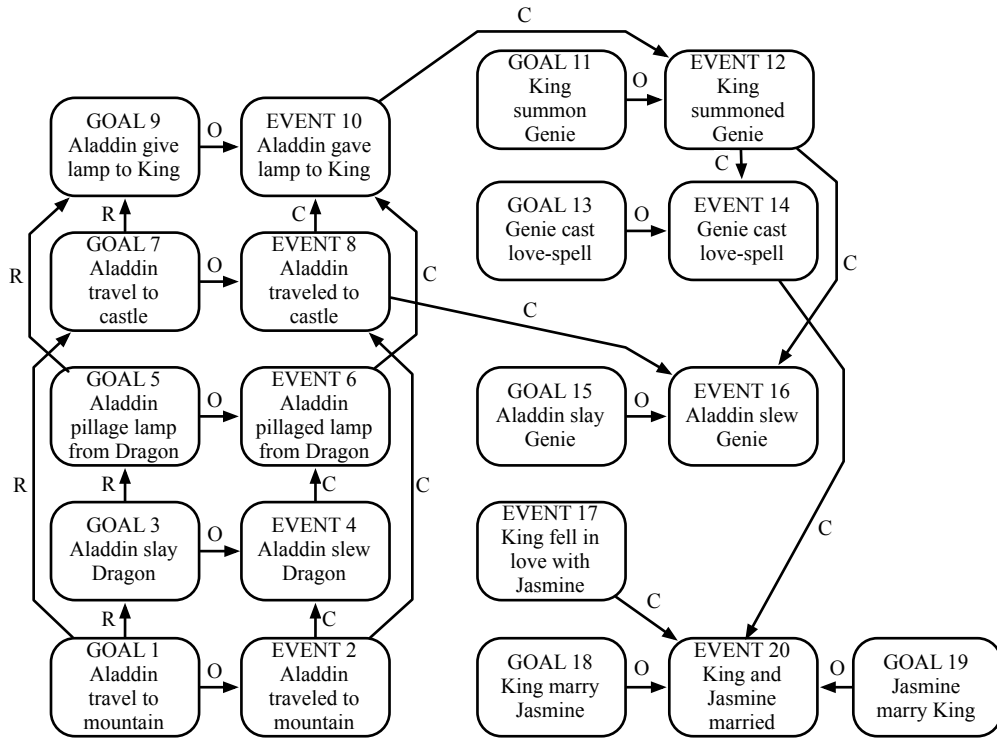 C
GOAL 11
King
summon
Genie
O
EVENT 12
King
summoned
Genie
GOAL 9
Aladdin give
lamp to King
O
EVENT 10
Aladdin gave
lamp to King
C
R
C
GOAL 13
Genie cast
love-spell
O
EVENT 14
Genie cast
love-spell
GOAL 7
Aladdin
travel to
castle
O
EVENT 8
Aladdin
traveled to
castle
R
C
C
C
GOAL 5
Aladdin
pillage lamp
from Dragon
O
EVENT 6
Aladdin
pillaged lamp
from Dragon
GOAL 15
Aladdin slay
Genie
O
EVENT 16
Aladdin slew
Genie
R
R
C
C
GOAL 3
Aladdin slay
Dragon
O
EVENT 4
Aladdin slew
Dragon
EVENT 17
King fell in
love with
Jasmine
C
C
R
C
GOAL 1
Aladdin
travel to
mountain
O
EVENT 2
Aladdin
traveled to
mountain
GOAL 18
King marry
Jasmine
O
EVENT 20
King and
Jasmine
married
O
GOAL 19
Jasmine
marry King